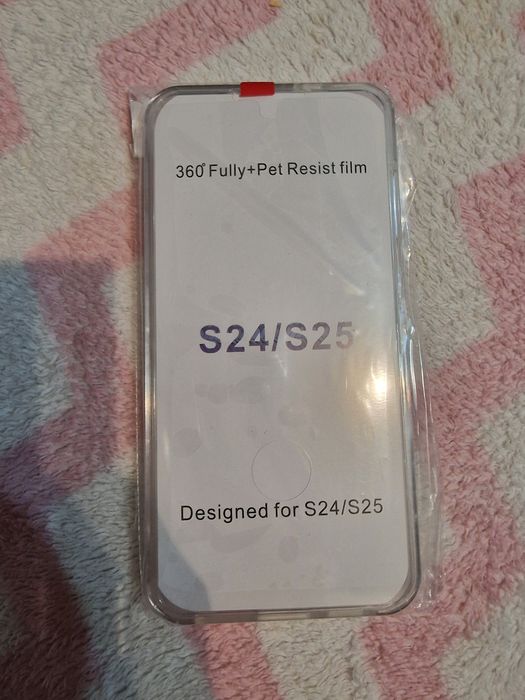 360° Fully+Pet Resist film
S24/S25
Designed for S24/S25